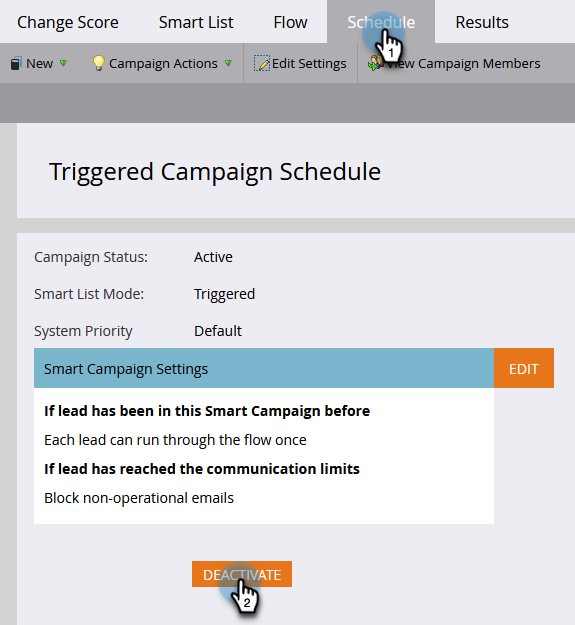 Change Score Smart List Flow Schedule Results
New Campaign Actions Edit Settings View Campaign Members
1
Triggered Campaign Schedule
Campaign Status: Active
Smart List Mode: Triggered
System Priority Default
Smart Campaign Settings EDIT
If lead has been in this Smart Campaign before
Each lead can run through the flow once
If lead has reached the communication limits
Block non-operational emails
DEACTIVATE
2